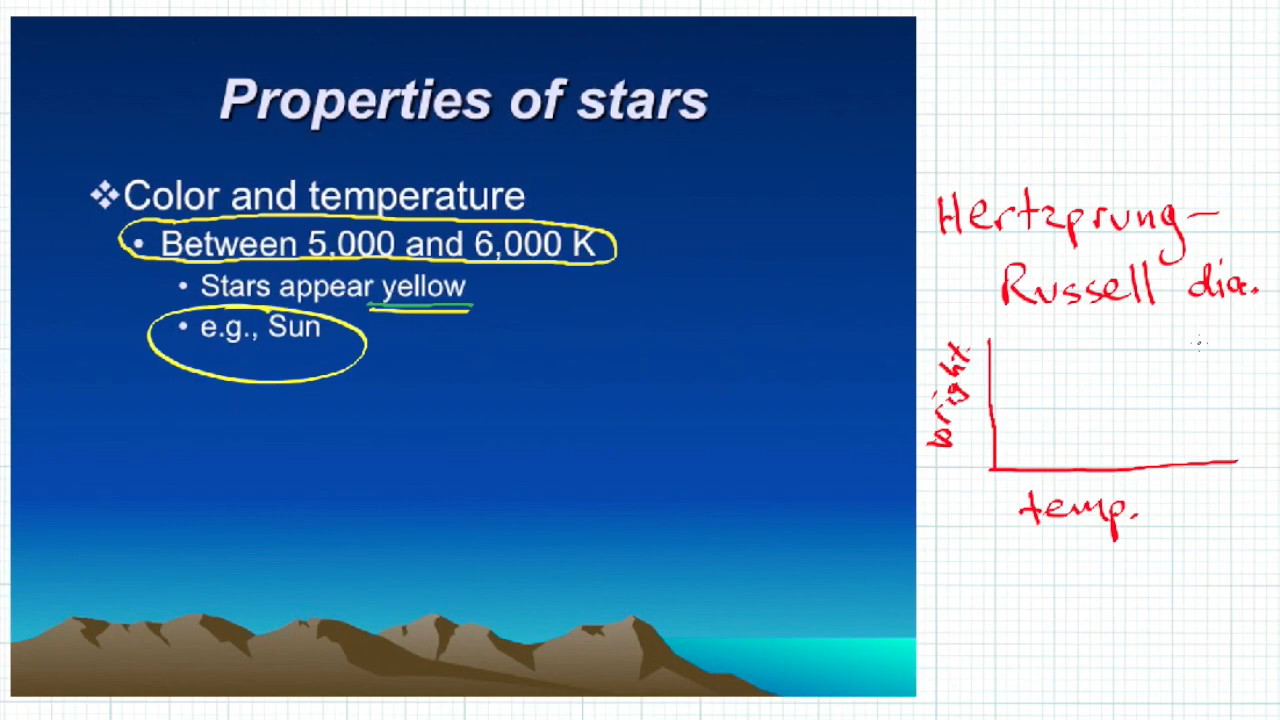 Properties of stars
❖Color and temperature
• Between 5,000 and 6,000 K
• Stars appear yellow
• e.g., Sun
Hertzprung-
Russell dia.
bright.
temp.